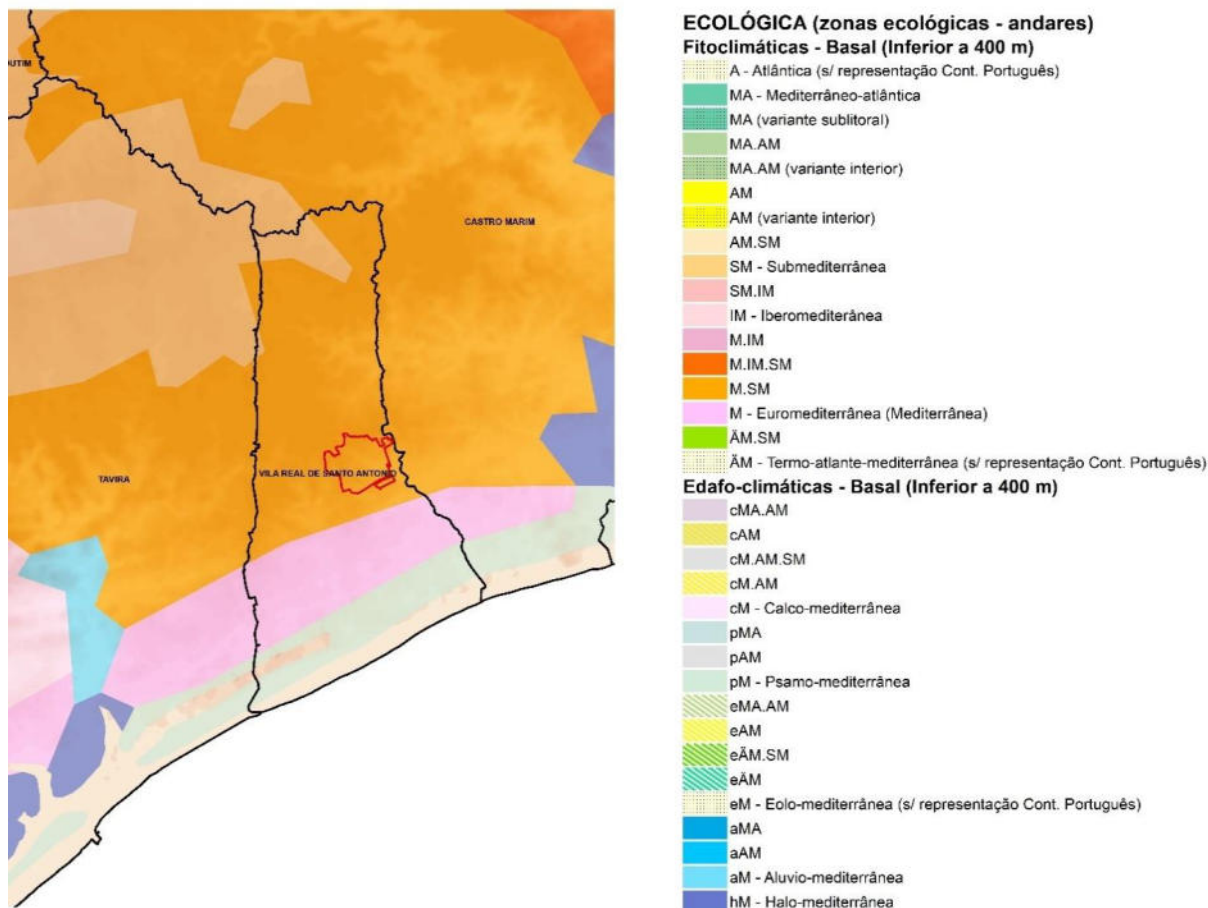 OUTIM
CASTRO MARIM
TAVIRA
VILA REAL DE SANTO ANTONIO
ECOLÓGICA (zonas ecológicas - andares)
Fitoclimáticas - Basal (Inferior a 400 m)
A - Atlântica (s/ representação Cont. Português)
MA - Mediterrâneo-atlântica
MA (variante sublitoral)
MA.AM
MA.AM (variante interior)
AM
AM (variante interior)
AM.SM
SM - Submediterrânea
SM.IM
IM - Iberomediterânea
M.IM
M.IM.SM
M.SM
M - Euromediterrânea (Mediterrânea)
ÄM.SM
ÄM - Termo-atlante-mediterrânea (s/ representação Cont. Português)
Edafo-climáticas - Basal (Inferior a 400 m)
cMA.AM
cAM
cM.AM.SM
cM.AM
cM - Calco-mediterrânea
pMA
pAM
pM - Psamo-mediterrânea
eMA.AM
eAM
eÄM.SM
eÄM
eM - Eolo-mediterrânea (s/ representação Cont. Português)
aMA
aAM
aM - Aluvio-mediterrânea
hM - Halo-mediterrânea